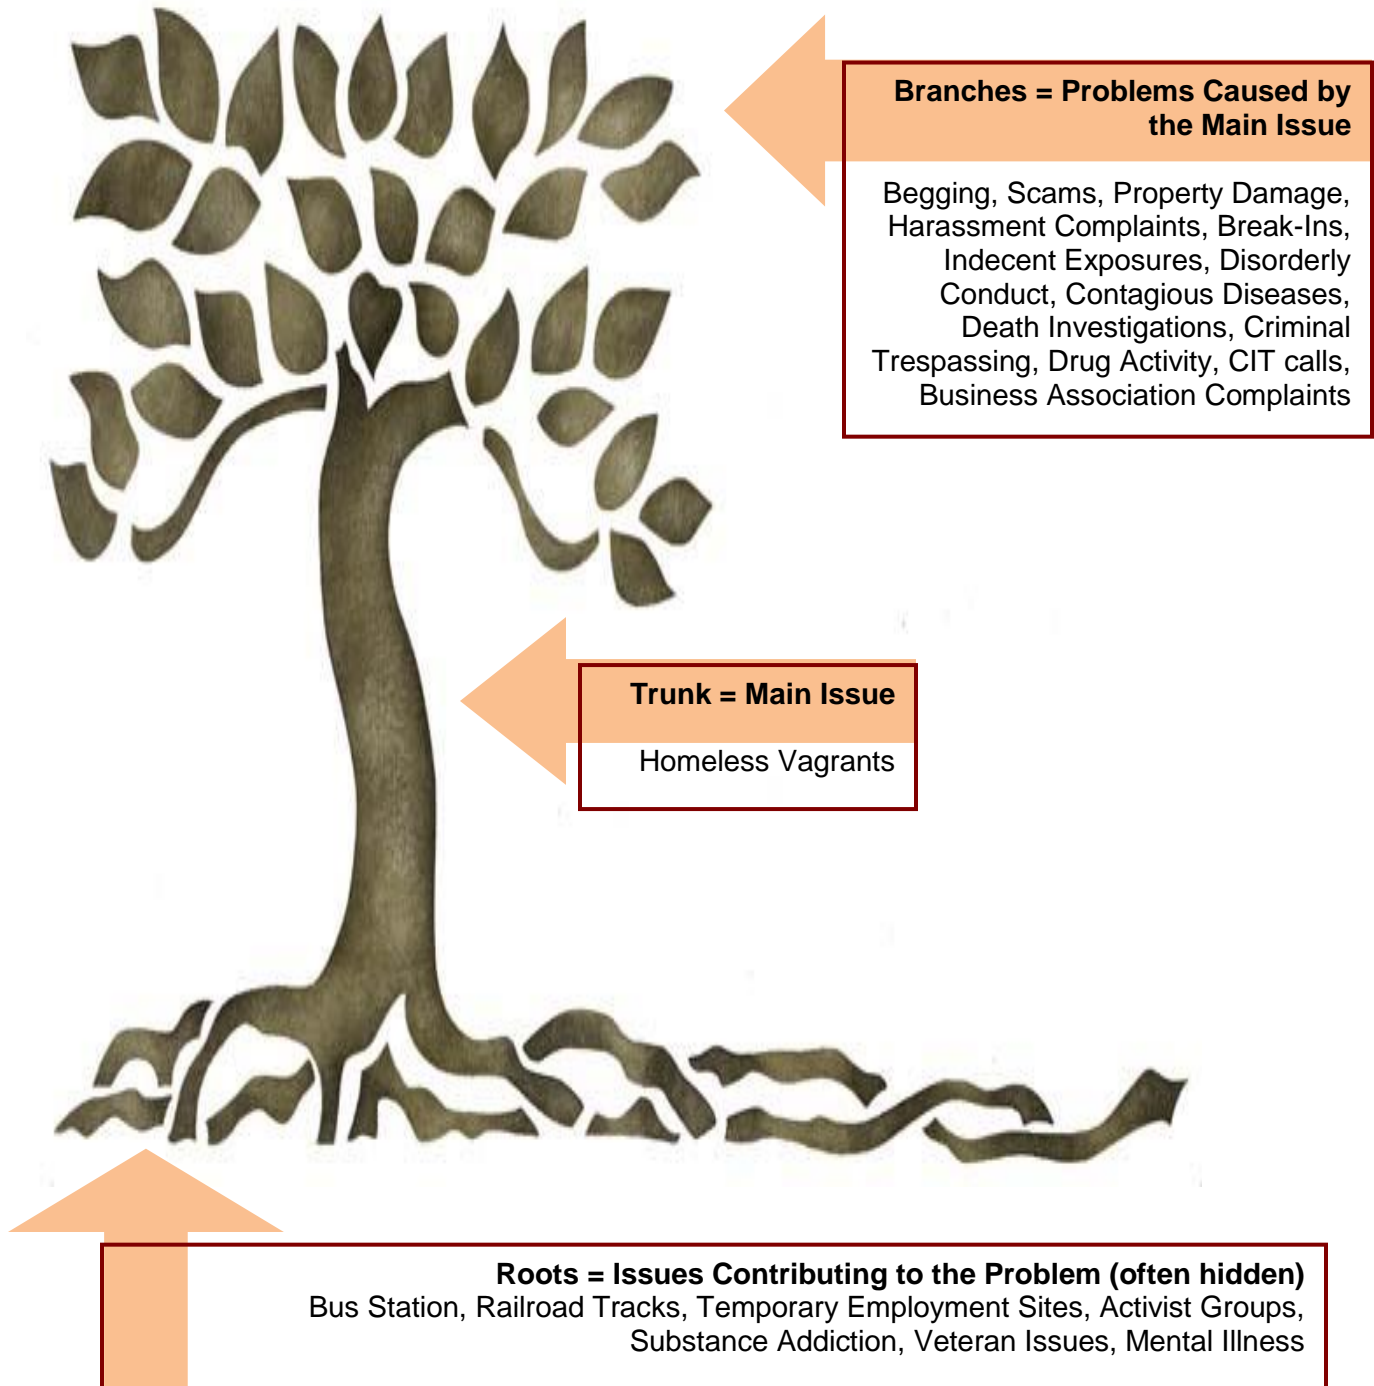 Branches = Problems Caused by
the Main Issue
Begging, Scams, Property Damage,
Harassment Complaints, Break-Ins,
Indecent Exposures, Disorderly
Conduct, Contagious Diseases,
Death Investigations, Criminal
Trespassing, Drug Activity, CIT calls,
Business Association Complaints
Trunk = Main Issue
Homeless Vagrants
Roots = Issues Contributing to the Problem (often hidden)
Bus Station, Railroad Tracks, Temporary Employment Sites, Activist Groups,
Substance Addiction, Veteran Issues, Mental Illness